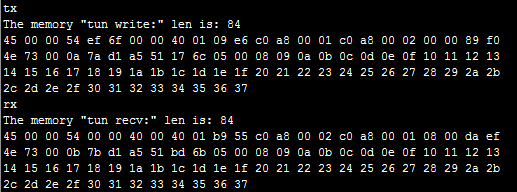 tx
The memory "tun write:" len is: 84
45 00 00 54 ef 6f 00 00 40 01 09 e6 c0 a8 00 01 c0 a8 00 02 00 00 89 f0
4e 73 00 0a 7a d1 a5 51 17 6c 05 00 08 09 0a 0b 0c 0d 0e 0f 10 11 12 13
14 15 16 17 18 19 1a 1b 1c 1d 1e 1f 20 21 22 23 24 25 26 27 28 29 2a 2b
2c 2d 2e 2f 30 31 32 33 34 35 36 37
rx
The memory "tun recv:" len is: 84
45 00 00 54 00 00 40 00 40 01 b9 55 c0 a8 00 02 c0 a8 00 01 08 00 da ef
4e 73 00 0b 7b d1 a5 51 bd 6b 05 00 08 09 0a 0b 0c 0d 0e 0f 10 11 12 13
14 15 16 17 18 19 1a 1b 1c 1d 1e 1f 20 21 22 23 24 25 26 27 28 29 2a 2b
2c 2d 2e 2f 30 31 32 33 34 35 36 37